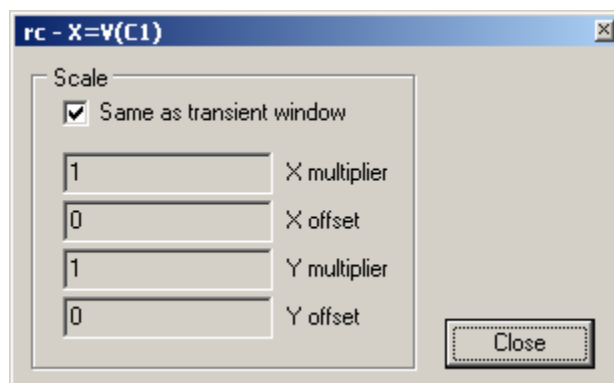 rc - X=V(C1)
Scale
Same as transient window
1 X multiplier
0 X offset
1 Y multiplier
0 Y offset
Close